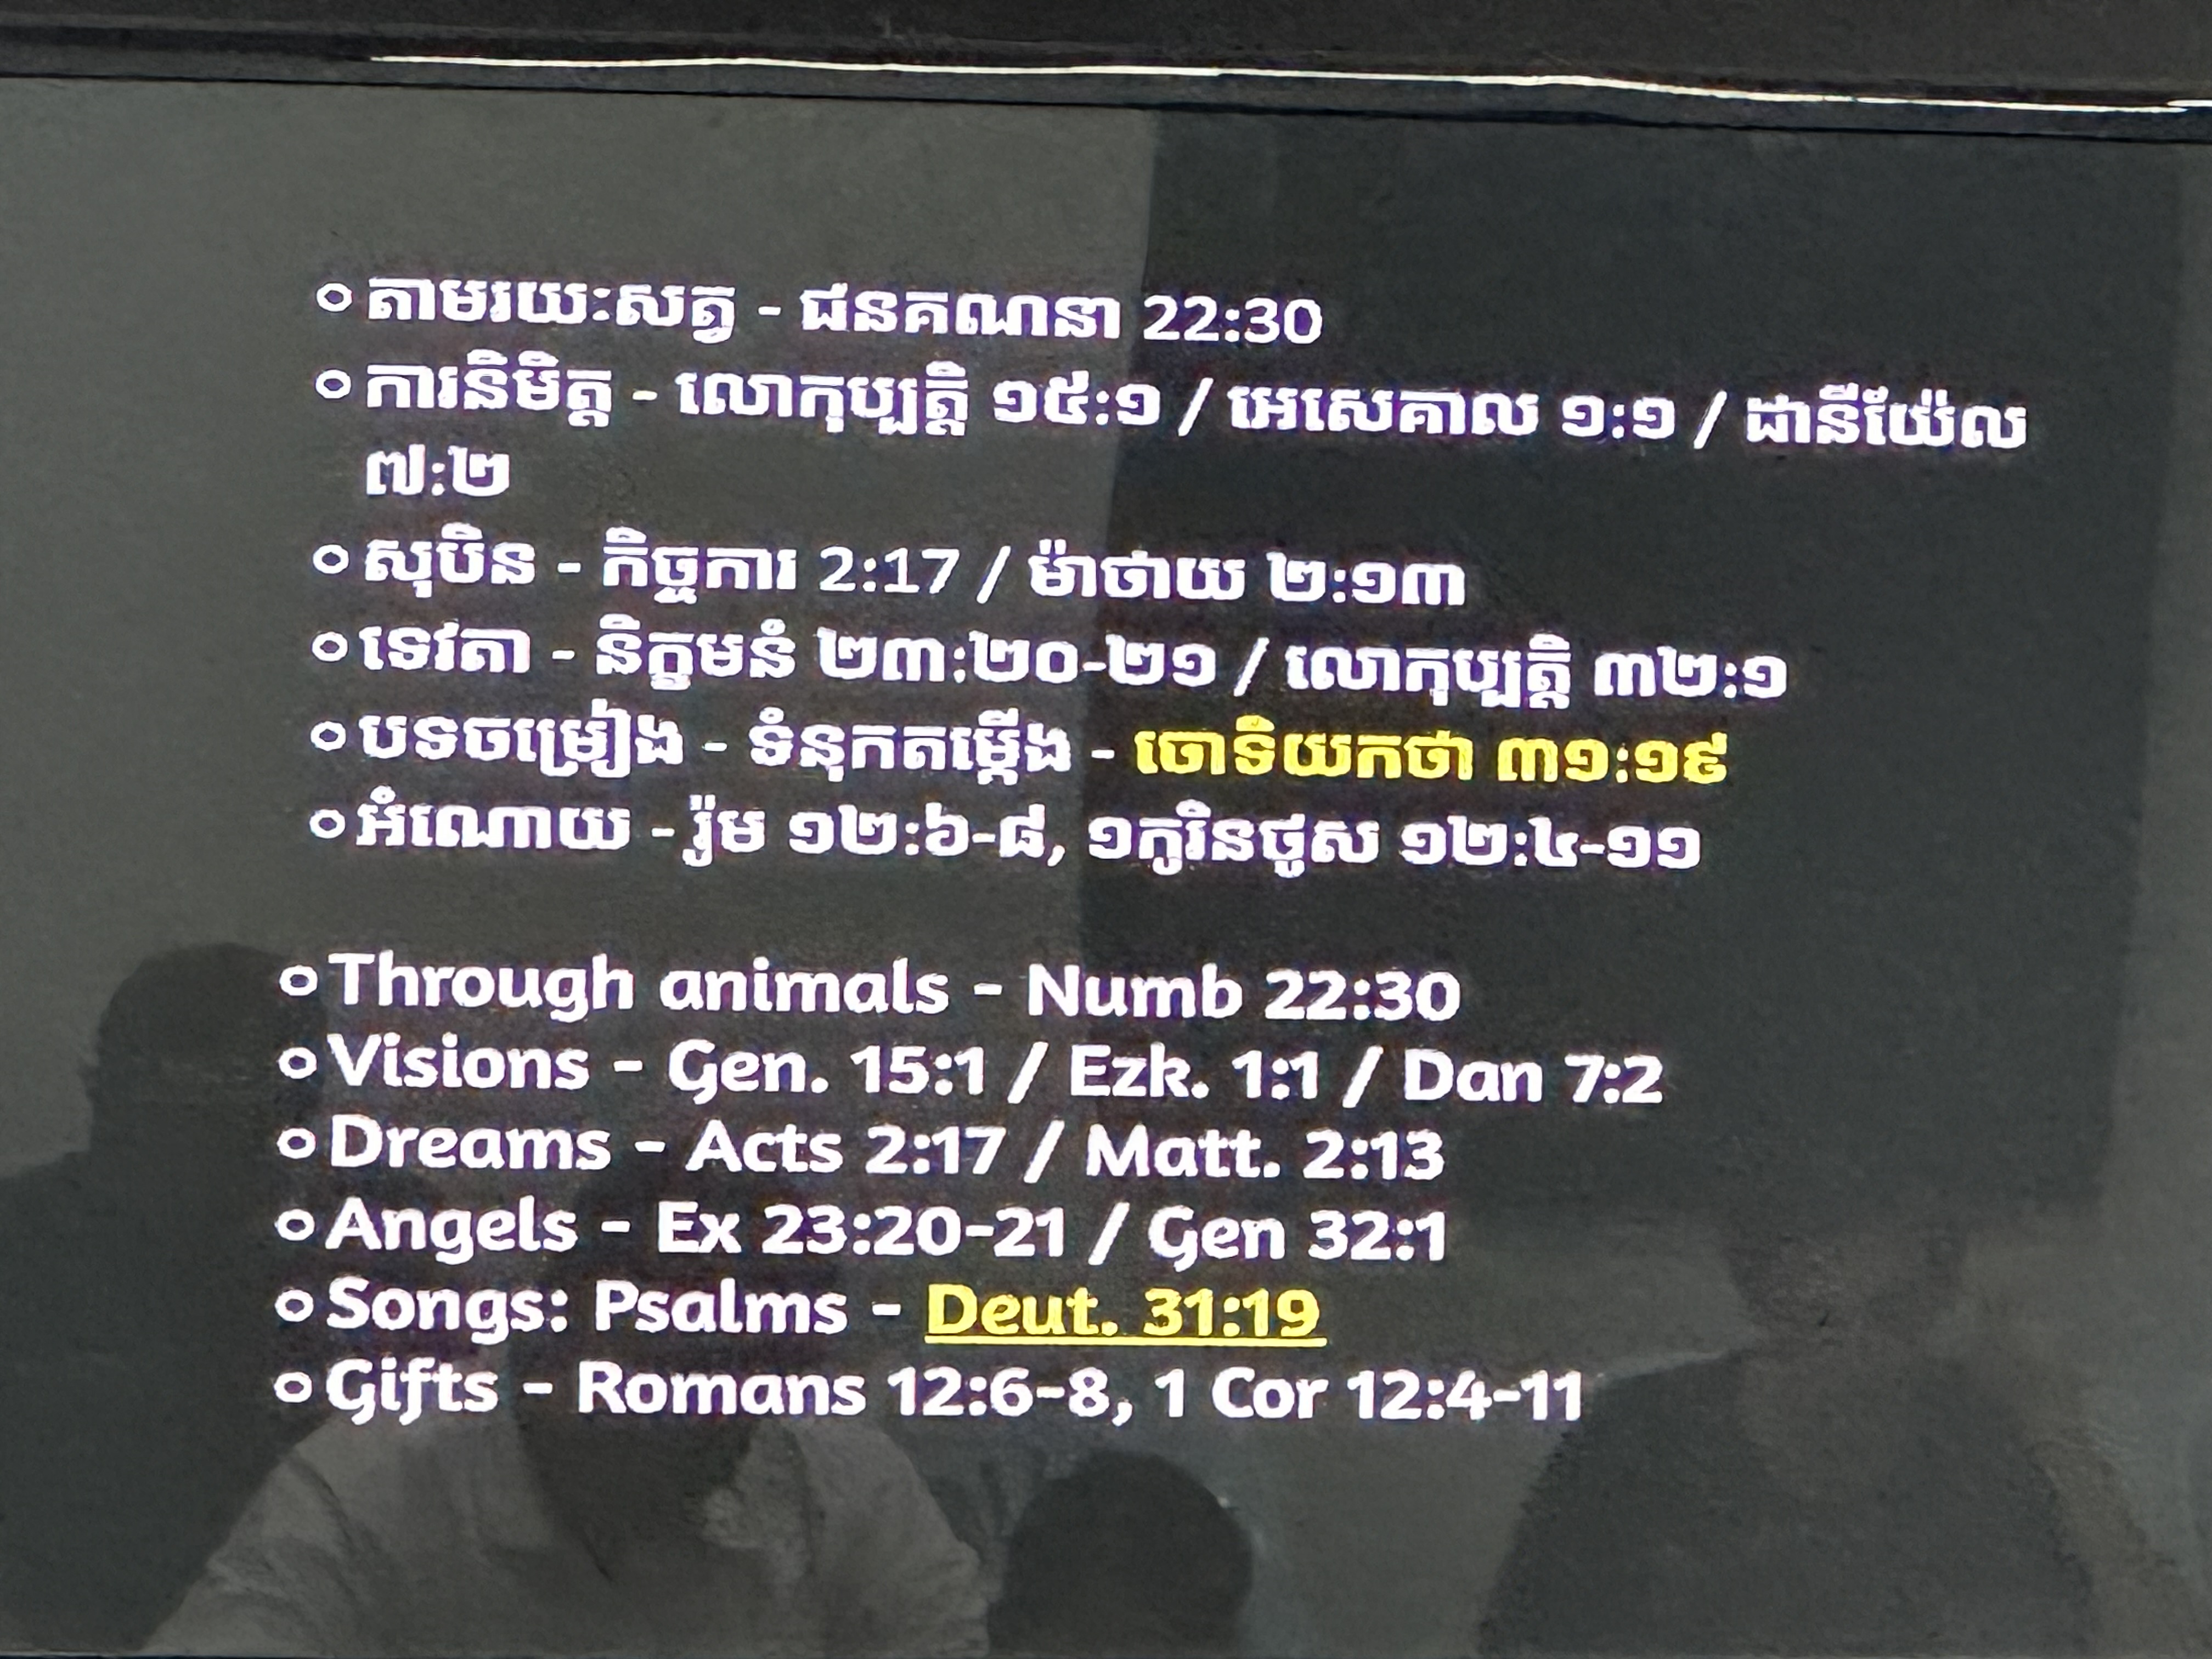 ○ តាមរយៈសត្វ - ជនគណនា 22:30
○ ការនិមិត្ត - លោកុប្បត្តិ ១៥:១ / អេសេគាល ១:១ / ដានីយ៉ែល
៧:២
○ សុបិន - កិច្ចការ 2:17 / ម៉ាថាយ ២:១៣
○ ទេវតា - និក្ខមនំ ២៣:២០-២១ / លោកុប្បត្តិ ៣២:១
○ បទចម្រៀង - ទំនុកតម្កើង - ចោទិយកថា ៣១:១៩
○ អំណោយ - រ៉ូម ១២:៦-៨, ១កូរិនថូស ១២:៤-១១
○ Through animals - Numb 22:30
○ Visions - Gen. 15:1 / Ezk. 1:1 / Dan 7:2
○ Dreams - Acts 2:17 / Matt. 2:13
○ Angels - Ex 23:20-21 / Gen 32:1
○ Songs: Psalms - Deut. 31:19
○ Gifts - Romans 12:6-8, 1 Cor 12:4-11